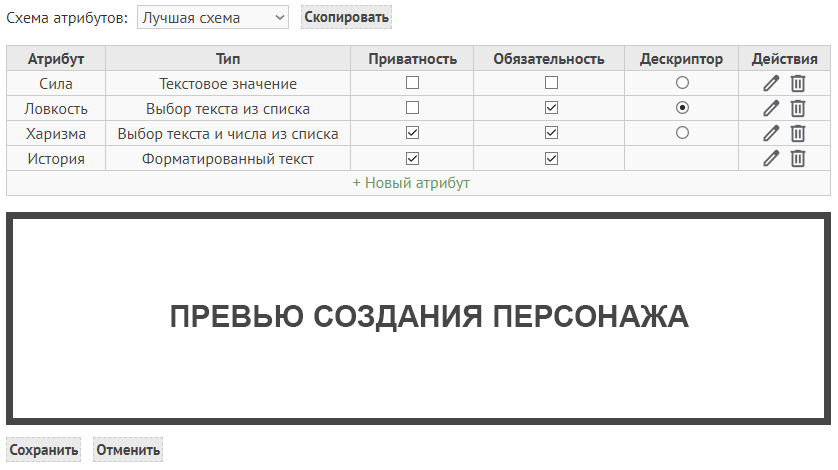 Схема атрибутов: Лучшая схема Скопировать
Атрибут Тип Приватность Обязательность Дескриптор Действия
Сила Текстовое значение
Ловкость Выбор текста из списка
Харизма Выбор текста и числа из списка
История Форматированный текст
+ Новый атрибут
ПРЕВЬЮ СОЗДАНИЯ ПЕРСОНАЖА
Сохранить Отменить